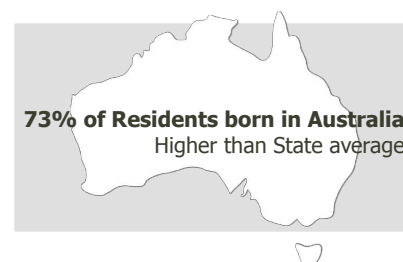 73% of Residents born in Australia
Higher than State average